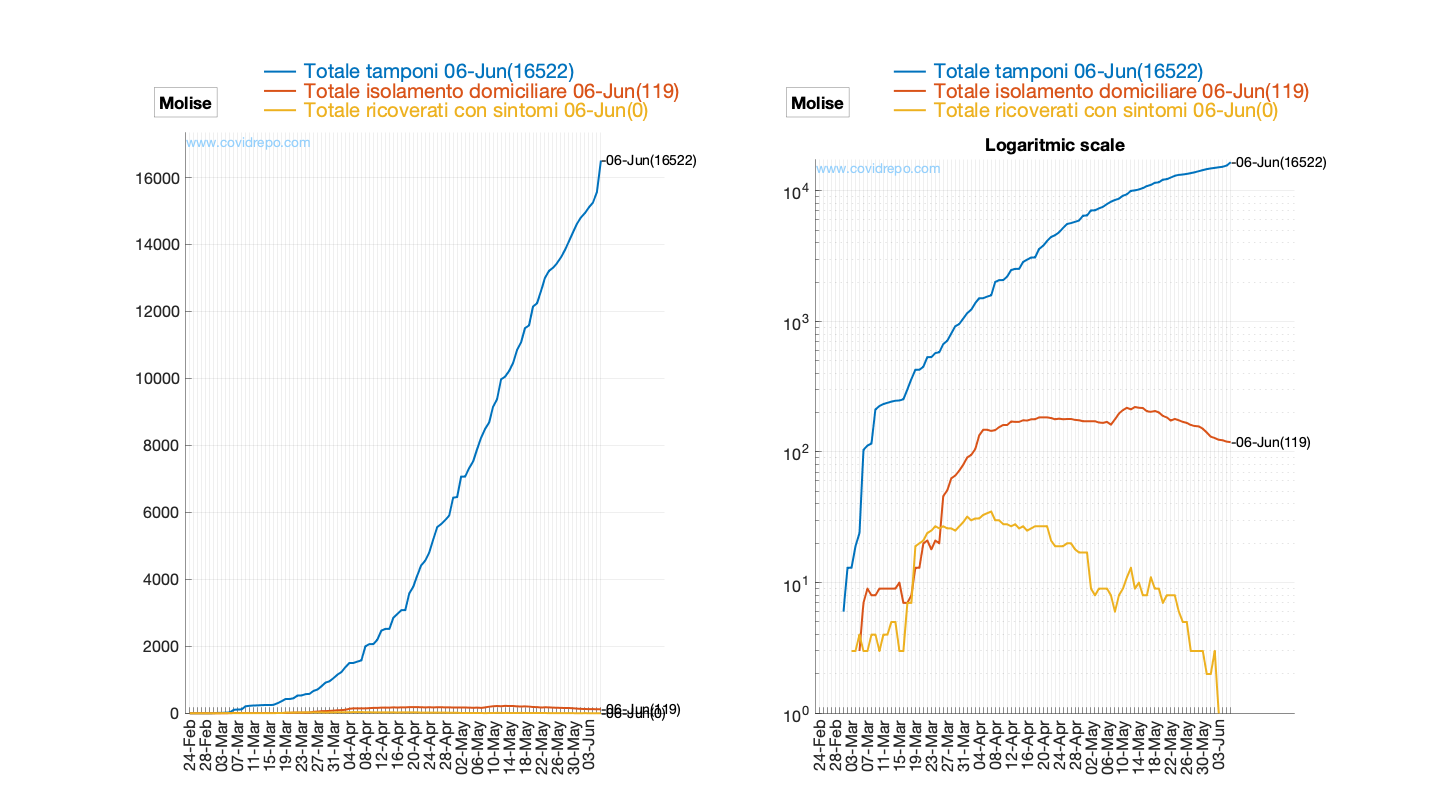 Totale tamponi 06-Jun(16522)
Totale isolamento domiciliare 06-Jun(119)
Totale ricoverati con sintomi 06-Jun(0)
Molise
www.covidrepo.com
06-Jun(16522)
16000
14000
12000
10000
8000
6000
4000
2000
0
06-Jun(119)
06-Jun(0)
24-Feb
28-Feb
03-Mar
07-Mar
11-Mar
15-Mar
19-Mar
23-Mar
27-Mar
31-Mar
04-Apr
08-Apr
12-Apr
16-Apr
20-Apr
24-Apr
28-Apr
02-May
06-May
10-May
14-May
18-May
22-May
26-May
30-May
03-Jun
Totale tamponi 06-Jun(16522)
Totale isolamento domiciliare 06-Jun(119)
Totale ricoverati con sintomi 06-Jun(0)
Molise
Logaritmic scale
www.covidrepo.com
06-Jun(16522)
10^4
10^3
10^2
06-Jun(119)
10^1
10^0
24-Feb
28-Feb
03-Mar
07-Mar
11-Mar
15-Mar
19-Mar
23-Mar
27-Mar
31-Mar
04-Apr
08-Apr
12-Apr
16-Apr
20-Apr
24-Apr
28-Apr
02-May
06-May
10-May
14-May
18-May
22-May
26-May
30-May
03-Jun